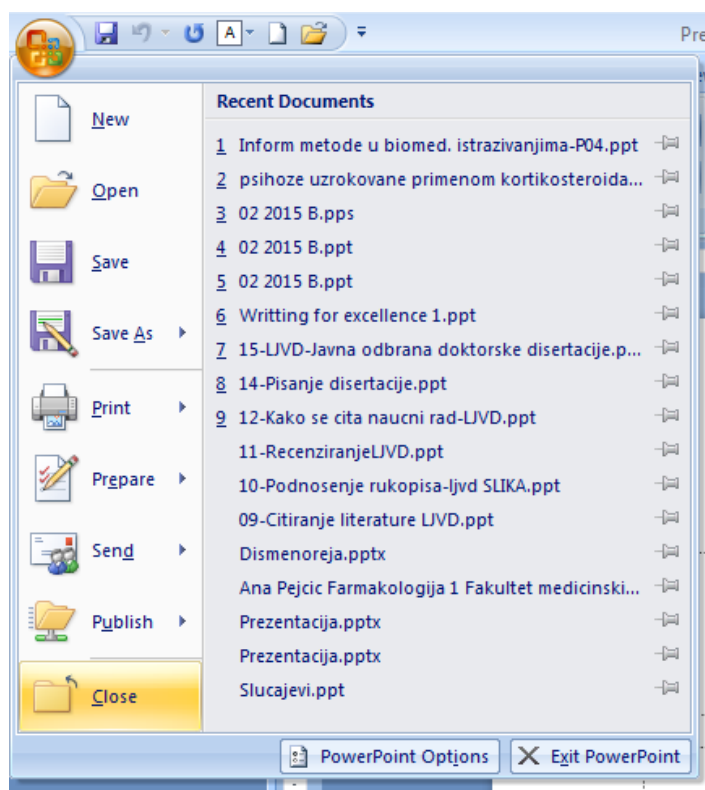 A
Pre
New
Open
Save
Save As
Print
Prepare
Send
Publish
Close
Recent Documents
1 Inform metode u biomed. istrazivanjima-P04.ppt
2 psihoze uzrokovane primenom kortikosteroida...
3 02 2015 B.pps
4 02 2015 B.ppt
5 02 2015 B.ppt
6 Writting for excellence 1.ppt
7 15-LJVD-Javna odbrana doktorske disertacije.p...
8 14-Pisanje disertacije.ppt
9 12-Kako se cita naucni rad-LJVD.ppt
11-RecenziranjeLJVD.ppt
10-Podnosenje rukopisa-ljvd SLIKA.ppt
09-Citiranje literature LJVD.ppt
Dismenoreja.pptx
Ana Pejcic Farmakologija 1 Fakultet medicinski...
Prezentacija.pptx
Prezentacija.pptx
Slucajevi.ppt
PowerPoint Options
Exit PowerPoint